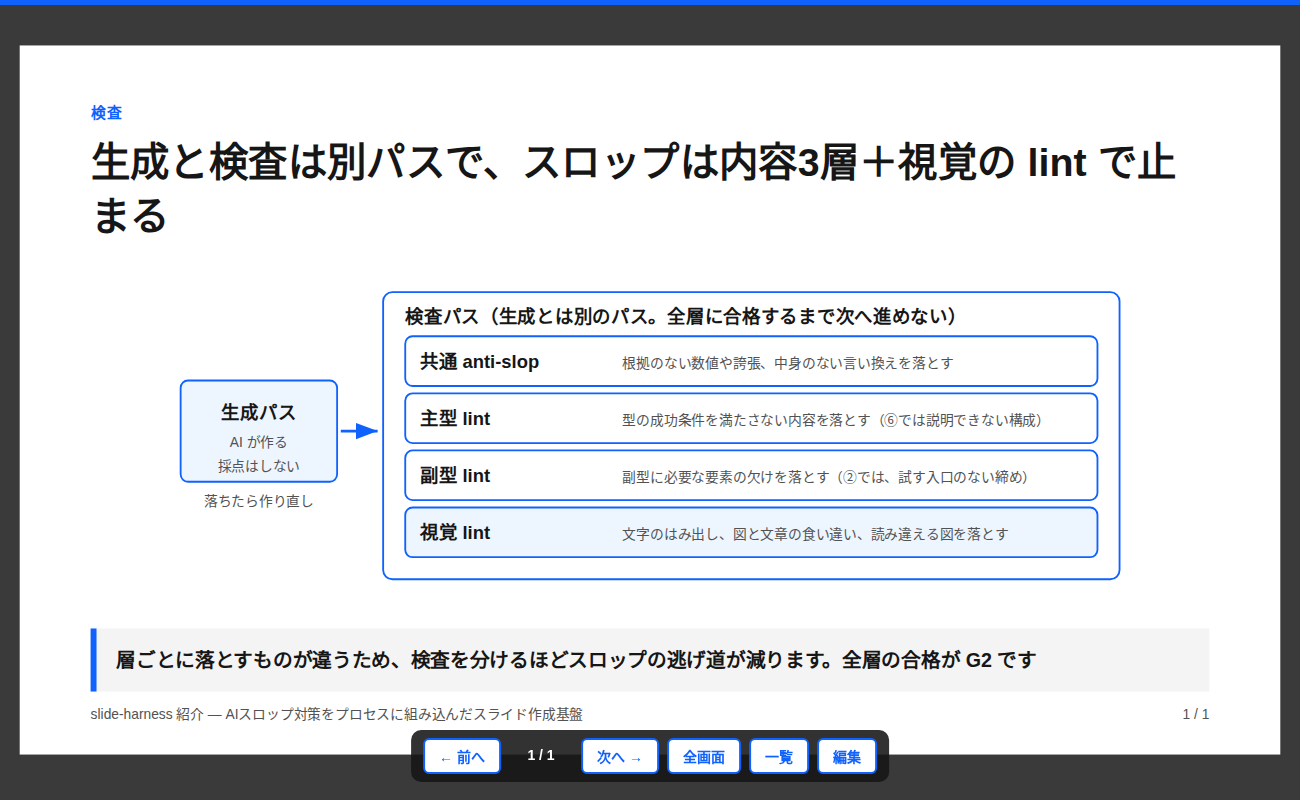 検査
生成と検査は別パスで、スロップは内容3層＋視覚の lint で止
まる
検査パス（生成とは別のパス。全層に合格するまで次へ進めない）
共通 anti-slop 根拠のない数値や誇張、中身のない言い換えを落とす
主型 lint 型の成功条件を満たさない内容を落とす（⑥では説明できない構成）
副型 lint 副型に必要な要素の欠けを落とす（②では、試す入口のない締め）
視覚 lint 文字のはみ出し、図と文章の食い違い、読み違える図を落とす
生成パス
AI が作る
採点はしない
落ちたら作り直し
層ごとに落とすものが違うため、検査を分けるほどスロップの逃げ道が減ります。全層の合格が G2 です
slide-harness 紹介 — AIスロップ対策をプロセスに組み込んだスライド作成基盤 1 / 1
← 前へ 1 / 1 次へ → 全画面 一覧 編集